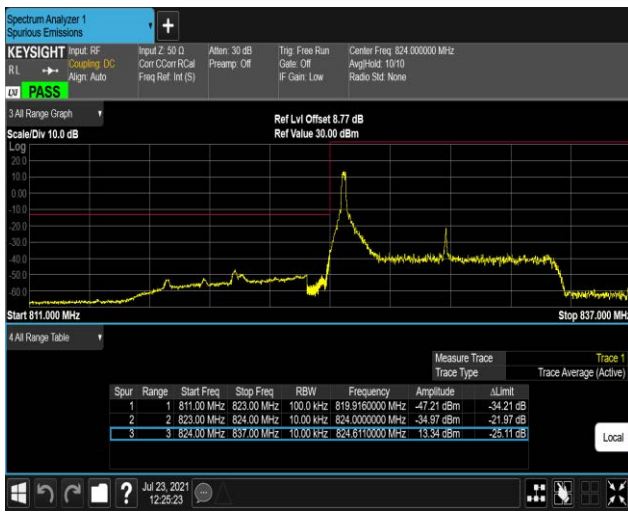 Spectrum Analyzer 1
Spurious Emissions
KEYSIGHT Input: RF Input Z: 50 Ω Atten: 30 dB Trig: Free Run Center Freq: 824.000000 MHz
RL Coupling: DC Corr CCorr RCal Preamp: Off Gate: Off Avg|Hold: 10/10
Align: Auto Freq Ref: Int (S) IF Gain: Low Radio Std: None
LXI PASS
3 All Range Graph
Ref Lvl Offset 8.77 dB
Scale/Div 10.0 dB Ref Value 30.00 dBm
Log
20.0
10.0
0.00
-10.0
-20.0
-30.0
-40.0
-50.0
-60.0
Start 811.000 MHz Stop 837.000 MHz
4 All Range Table
Measure Trace Trace 1
Trace Type Trace Average (Active)
Spur Range Start Freq Stop Freq RBW Frequency Amplitude ΔLimit
1 1 811.00 MHz 823.00 MHz 100.0 kHz 819.9160000 MHz -47.21 dBm -34.21 dB
2 2 823.00 MHz 824.00 MHz 10.00 kHz 824.0000000 MHz -34.97 dBm -21.97 dB
3 3 824.00 MHz 837.00 MHz 10.00 kHz 824.6110000 MHz 13.34 dBm -25.11 dB
Local
? Jul 23, 2021
12:25:23